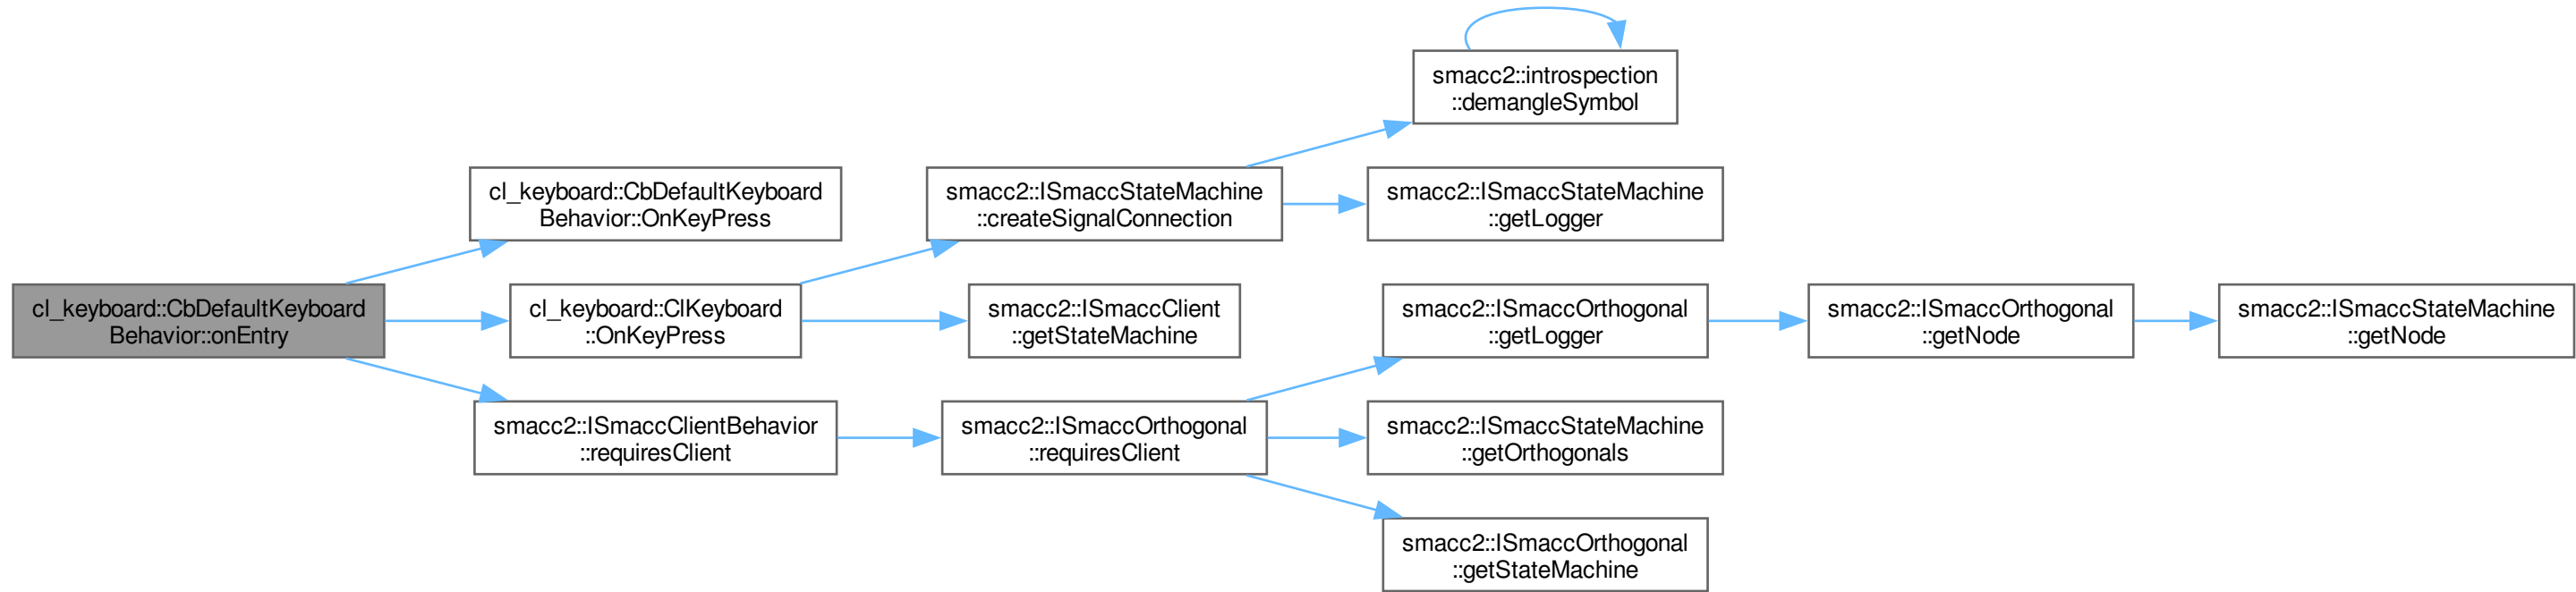 smacc2::introspection
::demangleSymbol
cl_keyboard::CbDefaultKeyboard
Behavior::OnKeyPress
smacc2::ISmaccStateMachine
::createSignalConnection
smacc2::ISmaccStateMachine
::getLogger
cl_keyboard::CbDefaultKeyboard
Behavior::onEntry
cl_keyboard::ClKeyboard
::OnKeyPress
smacc2::ISmaccClient
::getStateMachine
smacc2::ISmaccOrthogonal
::getLogger
smacc2::ISmaccOrthogonal
::getNode
smacc2::ISmaccStateMachine
::getNode
smacc2::ISmaccClientBehavior
::requiresClient
smacc2::ISmaccOrthogonal
::requiresClient
smacc2::ISmaccStateMachine
::getOrthogonals
smacc2::ISmaccOrthogonal
::getStateMachine